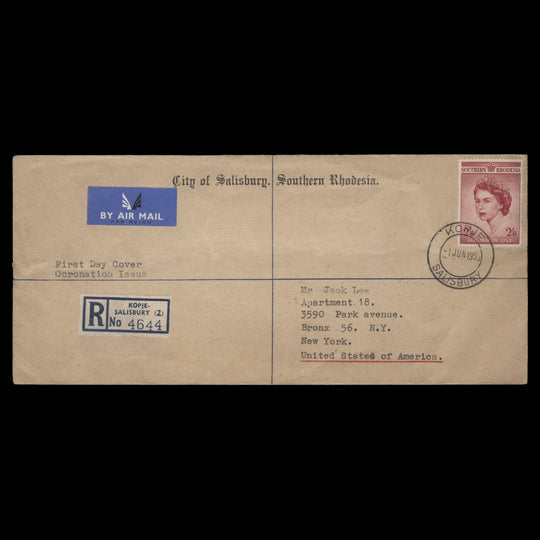 City of Salisbury. Southern Rhodesia.
SOUTHERN RHODESIA
2/6
BY AIR MAIL
PAR AVION
KOPJE
1 JUN 195
SALISBURY
First Day Cover
Coronation Issue
R
KOPJE-
SALISBURY (2)
No 4644
Mr Jack Lee
Apartment 18.
3590 Park avenue.
Bronx 56. N.Y.
New York.
United States of America.